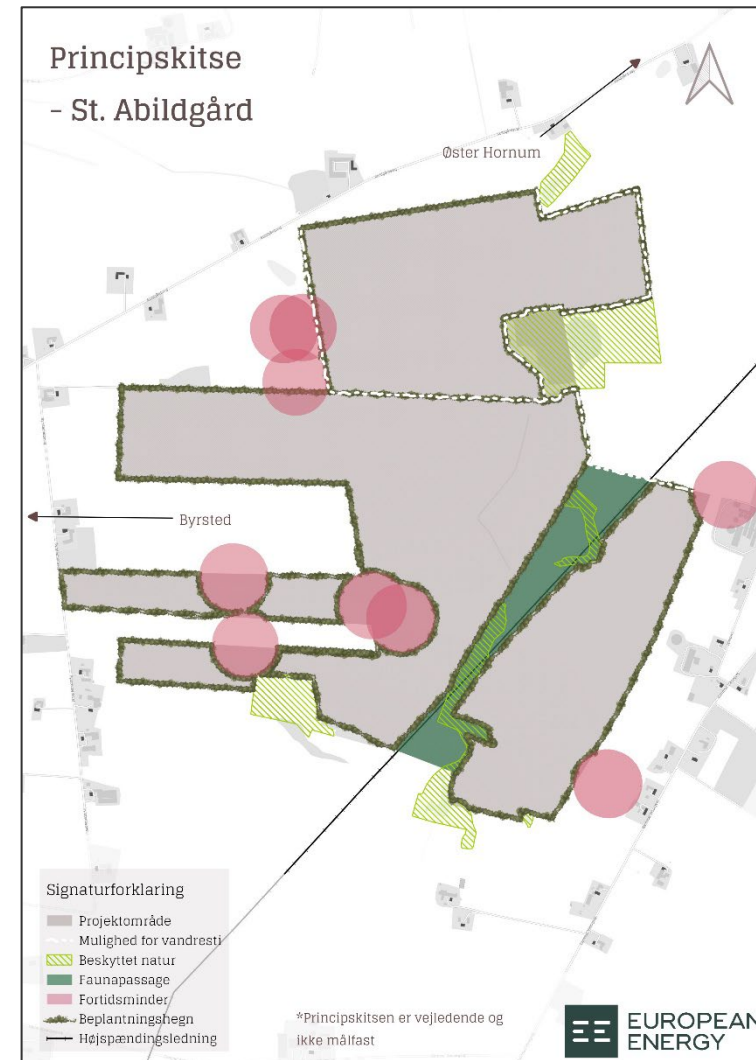 Principskitse
- St. Abildgård
Øster Hornum
Byrsted
Signaturforklaring
Projektområde
Mulighed for vandresti
Beskyttet natur
Faunapassage
Fortidsminder
Beplantningshegn
Højspændingsledning
*Principskitsen er vejledende og
ikke målfast
EUROPEAN
ENERGY